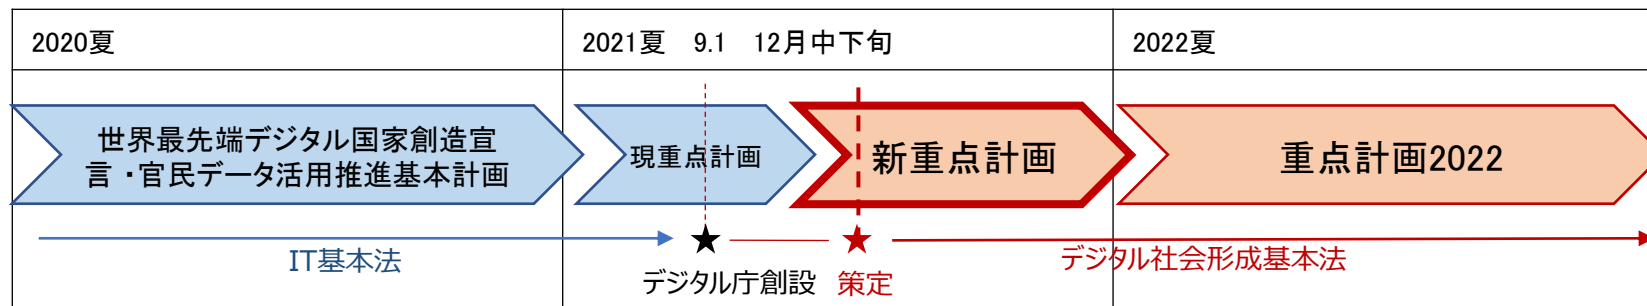 2020夏
2021夏 9.1 12月中下旬
2022夏
世界最先端デジタル国家創造宣
言・官民データ活用推進基本計画
現重点計画
新重点計画
重点計画2022
IT基本法
デジタル庁創設
策定
デジタル社会形成基本法